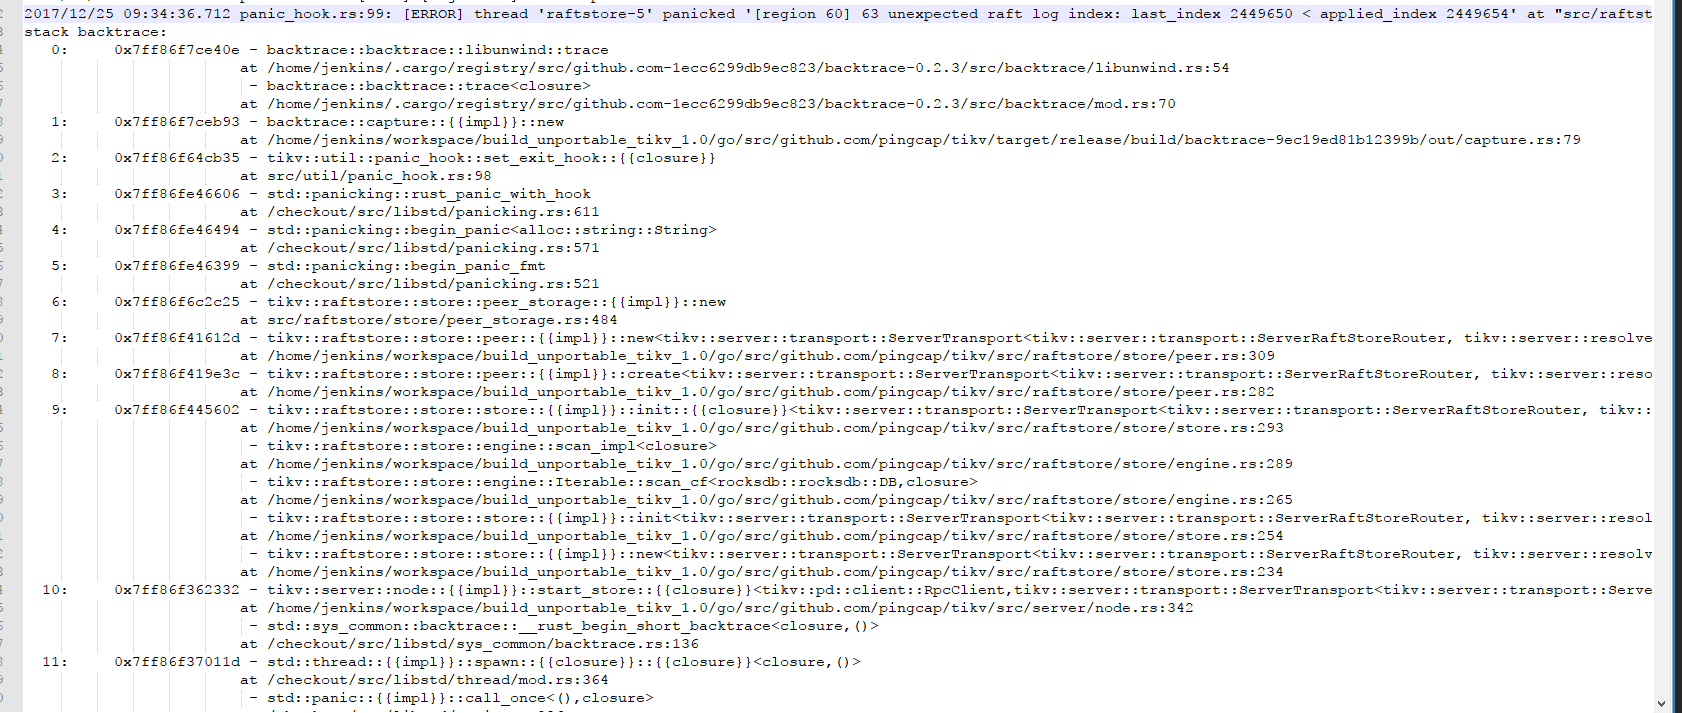 2017/12/25 09:34:36.712 panic_hook.rs:99: [ERROR] thread 'raftstore-5' panicked '[region 60] 63 unexpected raft log index: last_index 2449650 < applied_index 2449654' at "src/raftst
stack backtrace:
0: 0x7ff86f7ce40e - backtrace::backtrace::libunwind::trace
at /home/jenkins/.cargo/registry/src/github.com-1ecc6299db9ec823/backtrace-0.2.3/src/backtrace/libunwind.rs:54
- backtrace::backtrace::trace<closure>
at /home/jenkins/.cargo/registry/src/github.com-1ecc6299db9ec823/backtrace-0.2.3/src/backtrace/mod.rs:70
1: 0x7ff86f7ceb93 - backtrace::capture::{{impl}}::new
at /home/jenkins/workspace/build_unportable_tikv_1.0/go/src/github.com/pingcap/tikv/target/release/build/backtrace-9ec19ed81b12399b/out/capture.rs:79
2: 0x7ff86f64cb35 - tikv::util::panic_hook::set_exit_hook::{{closure}}
at src/util/panic_hook.rs:98
3: 0x7ff86fe46606 - std::panicking::rust_panic_with_hook
at /checkout/src/libstd/panicking.rs:611
4: 0x7ff86fe46494 - std::panicking::begin_panic<alloc::string::String>
at /checkout/src/libstd/panicking.rs:571
5: 0x7ff86fe46399 - std::panicking::begin_panic_fmt
at /checkout/src/libstd/panicking.rs:521
6: 0x7ff86f6c2c25 - tikv::raftstore::store::peer_storage::{{impl}}::new
at src/raftstore/store/peer_storage.rs:484
7: 0x7ff86f41612d - tikv::raftstore::store::peer::{{impl}}::new<tikv::server::transport::ServerTransport<tikv::server::transport::ServerRaftStoreRouter, tikv::server::resolve
at /home/jenkins/workspace/build_unportable_tikv_1.0/go/src/github.com/pingcap/tikv/src/raftstore/store/peer.rs:309
8: 0x7ff86f419e3c - tikv::raftstore::store::peer::{{impl}}::create<tikv::server::transport::ServerTransport<tikv::server::transport::ServerRaftStoreRouter, tikv::server::reso
at /home/jenkins/workspace/build_unportable_tikv_1.0/go/src/github.com/pingcap/tikv/src/raftstore/store/peer.rs:282
9: 0x7ff86f445602 - tikv::raftstore::store::store::{{impl}}::init::{{closure}}<tikv::server::transport::ServerTransport<tikv::server::transport::ServerRaftStoreRouter, tikv::
at /home/jenkins/workspace/build_unportable_tikv_1.0/go/src/github.com/pingcap/tikv/src/raftstore/store/store.rs:293
- tikv::raftstore::store::engine::scan_impl<closure>
at /home/jenkins/workspace/build_unportable_tikv_1.0/go/src/github.com/pingcap/tikv/src/raftstore/store/engine.rs:289
- tikv::raftstore::store::engine::Iterable::scan_cf<rocksdb::rocksdb::DB,closure>
at /home/jenkins/workspace/build_unportable_tikv_1.0/go/src/github.com/pingcap/tikv/src/raftstore/store/engine.rs:265
- tikv::raftstore::store::store::{{impl}}::init<tikv::server::transport::ServerTransport<tikv::server::transport::ServerRaftStoreRouter, tikv::server::resol
at /home/jenkins/workspace/build_unportable_tikv_1.0/go/src/github.com/pingcap/tikv/src/raftstore/store/store.rs:254
- tikv::raftstore::store::store::{{impl}}::new<tikv::server::transport::ServerTransport<tikv::server::transport::ServerRaftStoreRouter, tikv::server::resolv
at /home/jenkins/workspace/build_unportable_tikv_1.0/go/src/github.com/pingcap/tikv/src/raftstore/store/store.rs:234
10: 0x7ff86f362332 - tikv::server::node::{{impl}}::start_store::{{closure}}<tikv::pd::client::RpcClient,tikv::server::transport::ServerTransport<tikv::server::transport::Serve
at /home/jenkins/workspace/build_unportable_tikv_1.0/go/src/github.com/pingcap/tikv/src/server/node.rs:342
- std::sys_common::backtrace::__rust_begin_short_backtrace<closure,()>
at /checkout/src/libstd/sys_common/backtrace.rs:136
11: 0x7ff86f37011d - std::thread::{{impl}}::spawn::{{closure}}::{{closure}}<closure,()>
at /checkout/src/libstd/thread/mod.rs:364
- std::panic::{{impl}}::call_once<(),closure>